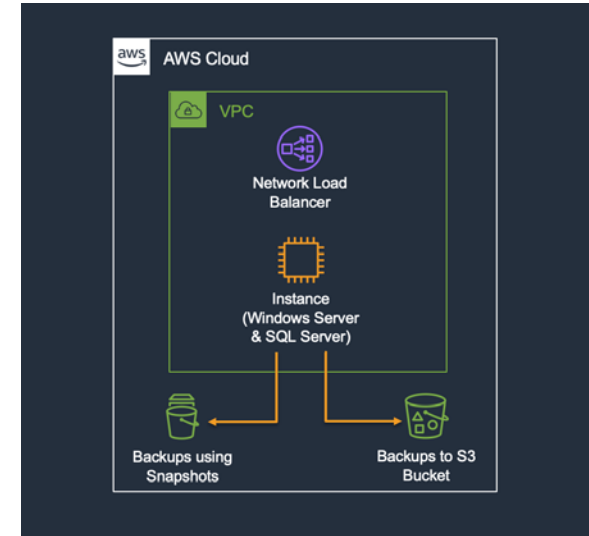 aws
AWS Cloud
VPC
Network Load
Balancer
Instance
(Windows Server
& SQL Server)
Backups using
Snapshots
Backups to S3
Bucket